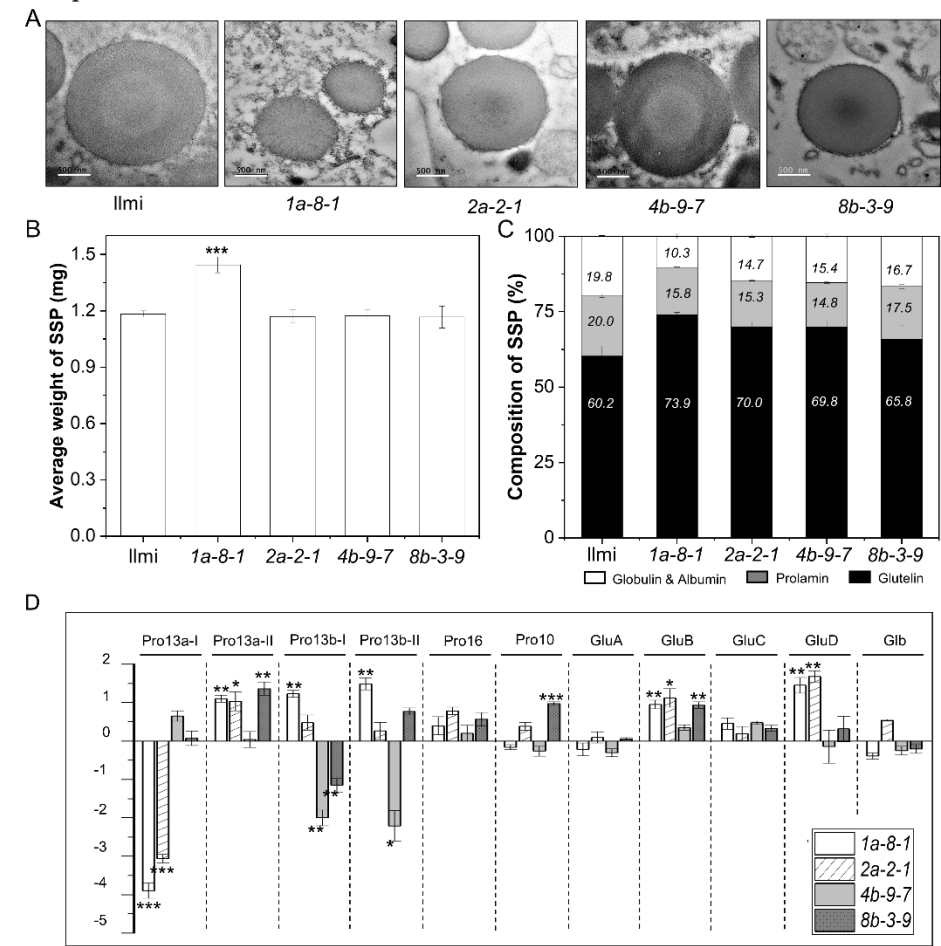 A
500 nm
500 nm
500 nm
500 nm
500 nm
Ilmi 1a-8-1 2a-2-1 4b-9-7 8b-3-9
B
Average weight of SSP (mg)
1.5
1.2
0.9
0.6
0.3
0.0
***
Ilmi 1a-8-1 2a-2-1 4b-9-7 8b-3-9
C
Composition of SSP (%)
100
75
50
25
0
19.8 10.3 14.7 15.4 16.7
20.0 15.8 15.3 14.8 17.5
60.2 73.9 70.0 69.8 65.8
Ilmi 1a-8-1 2a-2-1 4b-9-7 8b-3-9
Globulin & Albumin Prolamin Glutelin
D
Pro13a-I Pro13a-II Pro13b-I Pro13b-II Pro16 Pro10 GluA GluB GluC GluD Glb
2
1
0
-1
-2
-3
-4
-5
*** *** ** * ** ** ** ** ** * *** ** * ** ** **
1a-8-1
2a-2-1
4b-9-7
8b-3-9